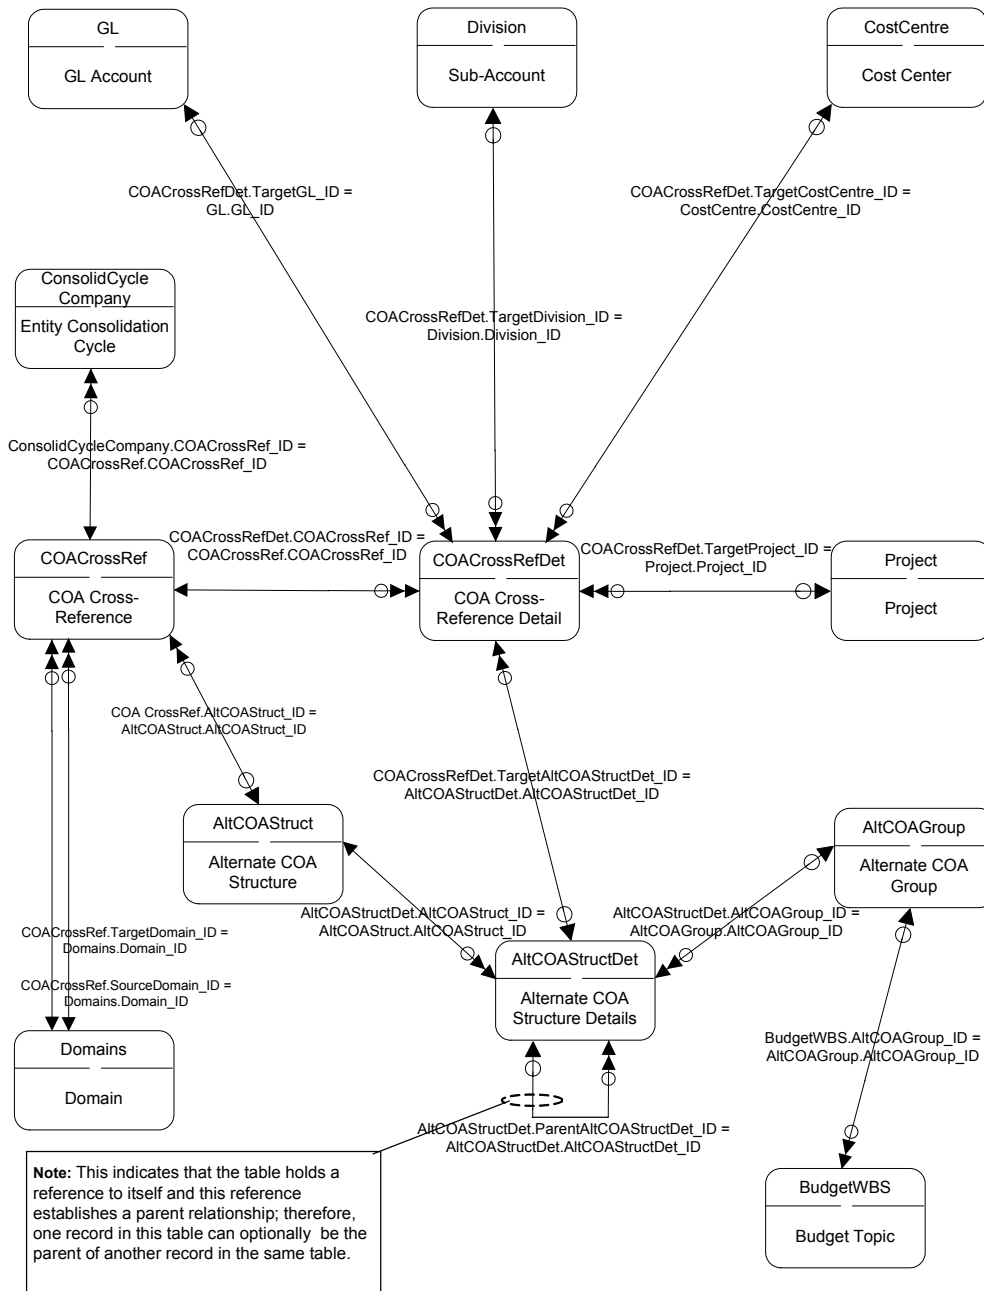 GL
GL Account
Division
Sub-Account
CostCentre
Cost Center
COACrossRefDet.TargetGL_ID =
GL.GL_ID
COACrossRefDet.TargetCostCentre_ID =
CostCentre.CostCentre_ID
ConsolidCycle
Company
Entity Consolidation
Cycle
COACrossRefDet.TargetDivision_ID =
Division.Division_ID
ConsolidCycleCompany.COACrossRef_ID =
COACrossRef.COACrossRef_ID
COACrossRef
COA Cross-
Reference
COACrossRefDet.COACrossRef_ID =
COACrossRef.COACrossRef_ID
COACrossRefDet
COA Cross-
Reference Detail
COACrossRefDet.TargetProject_ID =
Project.Project_ID
Project
Project
COA CrossRef.AltCOAStruct_ID =
AltCOAStruct.AltCOAStruct_ID
COACrossRefDet.TargetAltCOAStructDet_ID =
AltCOAStructDet.AltCOAStructDet_ID
AltCOAStruct
Alternate COA
Structure
AltCOAGroup
Alternate COA
Group
AltCOAStructDet.AltCOAStruct_ID =
AltCOAStruct.AltCOAStruct_ID
AltCOAStructDet.AltCOAGroup_ID =
AltCOAGroup.AltCOAGroup_ID
COACrossRef.TargetDomain_ID =
Domains.Domain_ID
COACrossRef.SourceDomain_ID =
Domains.Domain_ID
AltCOAStructDet
Alternate COA
Structure Details
Domains
Domain
BudgetWBS.AltCOAGroup_ID =
AltCOAGroup.AltCOAGroup_ID
AltCOAStructDet.ParentAltCOAStructDet_ID =
AltCOAStructDet.AltCOAStructDet_ID
Note: This indicates that the table holds a
reference to itself and this reference
establishes a parent relationship; therefore,
one record in this table can optionally be the
parent of another record in the same table.
BudgetWBS
Budget Topic